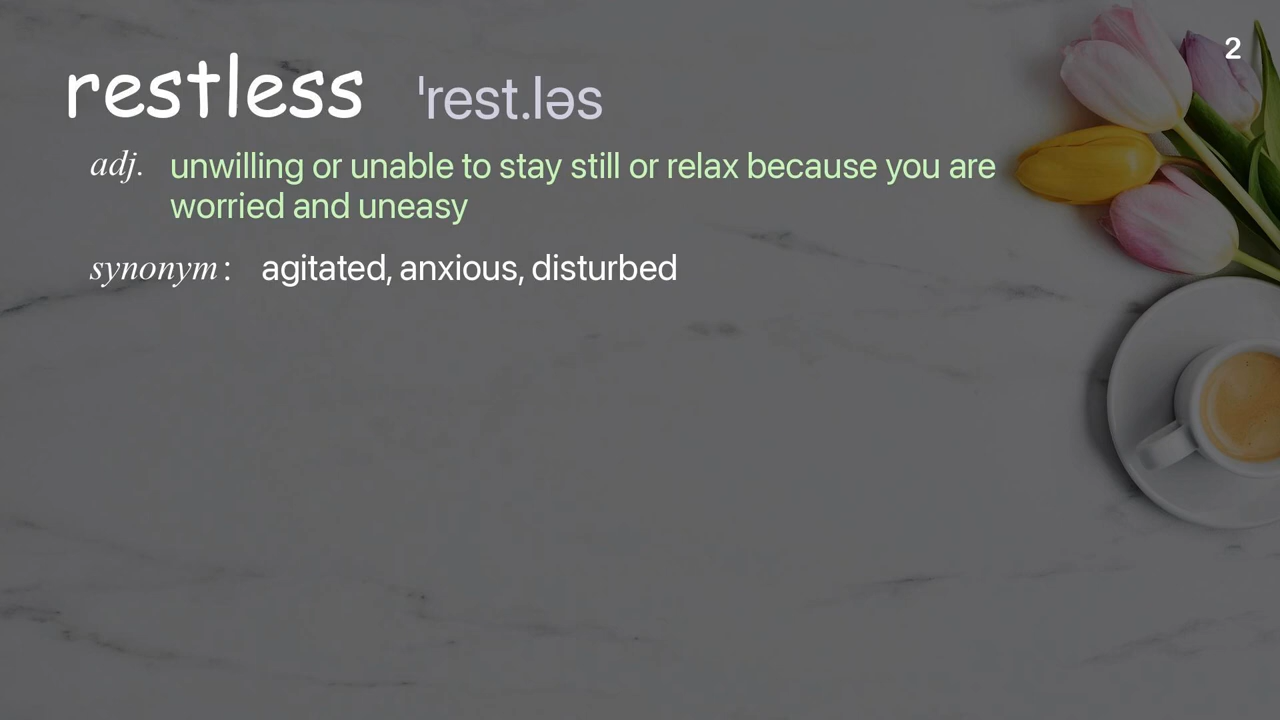 2
restless ˈrest.ləs
adj. unwilling or unable to stay still or relax because you are
worried and uneasy
synonym: agitated, anxious, disturbed